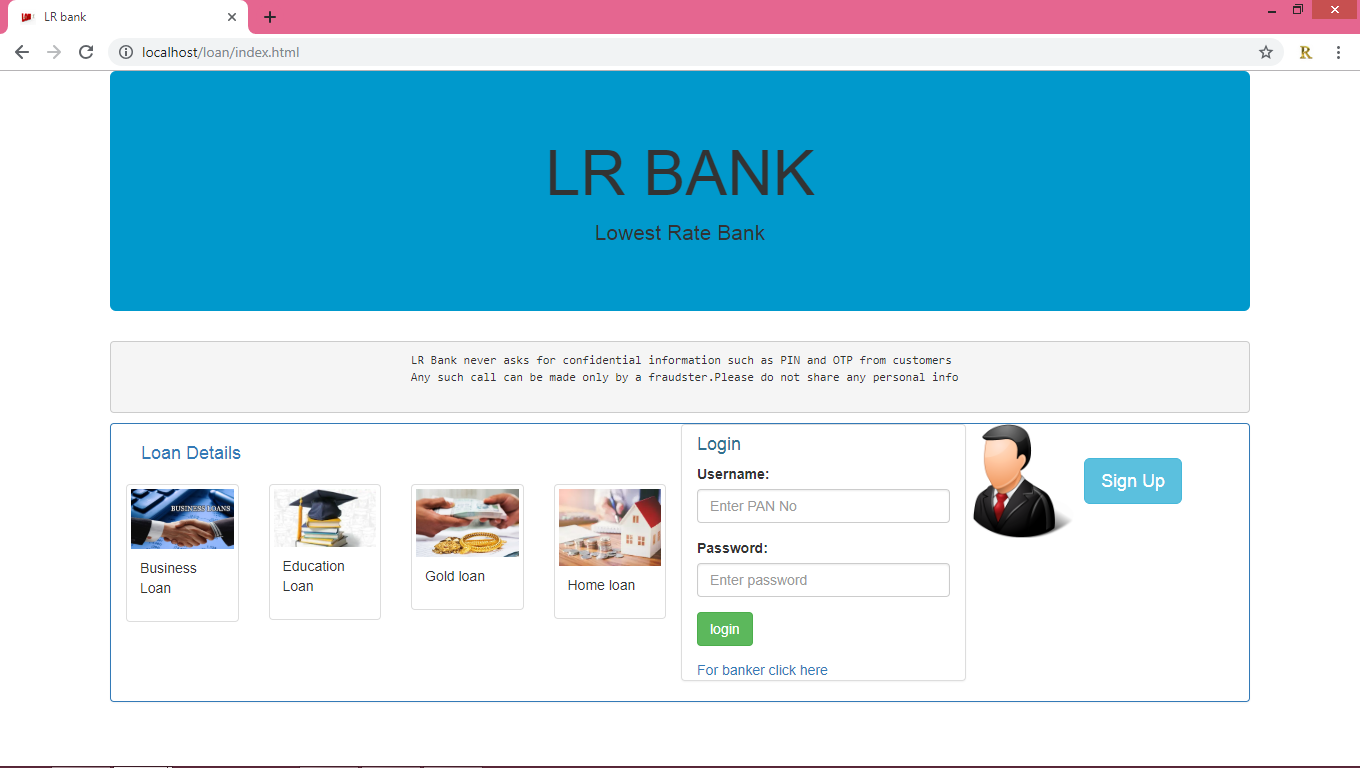 LR bank
localhost/loan/index.html
R
LR BANK
Lowest Rate Bank
LR Bank never asks for confidential information such as PIN and OTP from customers
Any such call can be made only by a fraudster.Please do not share any personal info
Loan Details
BUSINESS LOANS
Business
Loan
Education
Loan
Gold loan
Home loan
Login
Username:
Enter PAN No
Password:
Enter password
login
For banker click here
Sign Up